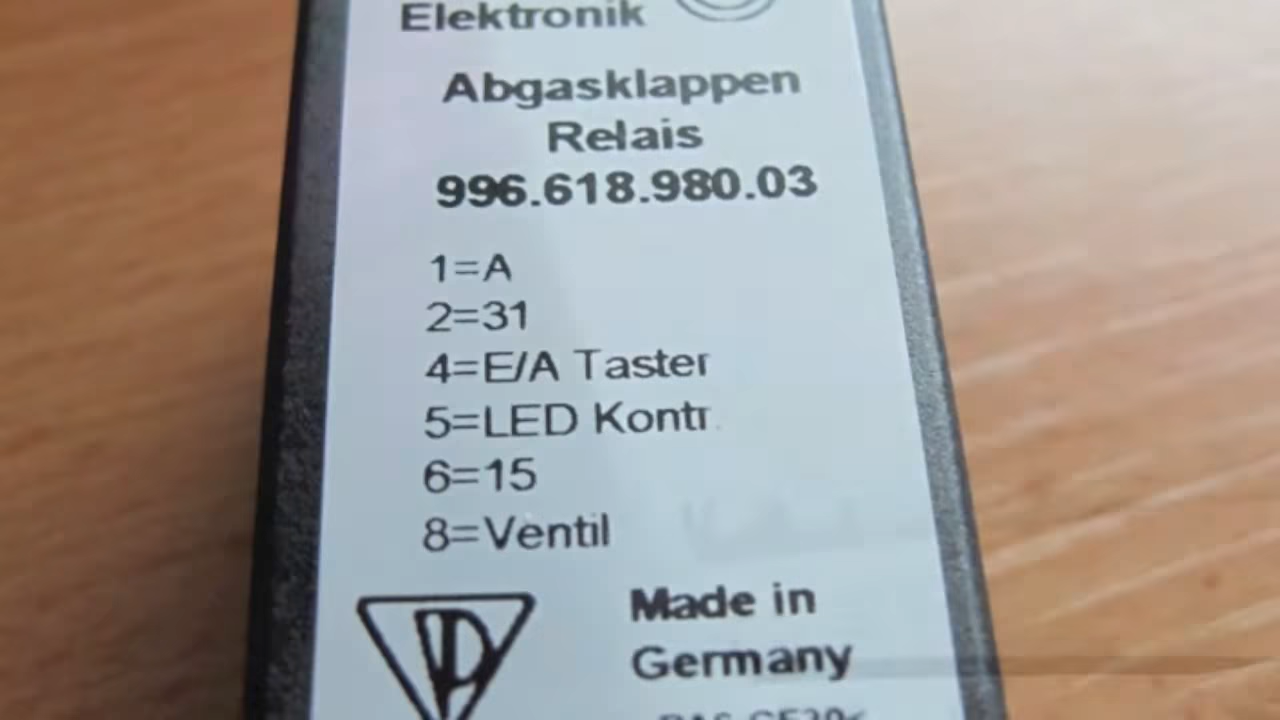 Elektronik
Abgasklappen
Relais
996.618.980.03
1=A
2=31
4=E/A Taster
5=LED Kontr.
6=15
8=Ventil
Made in
Germany